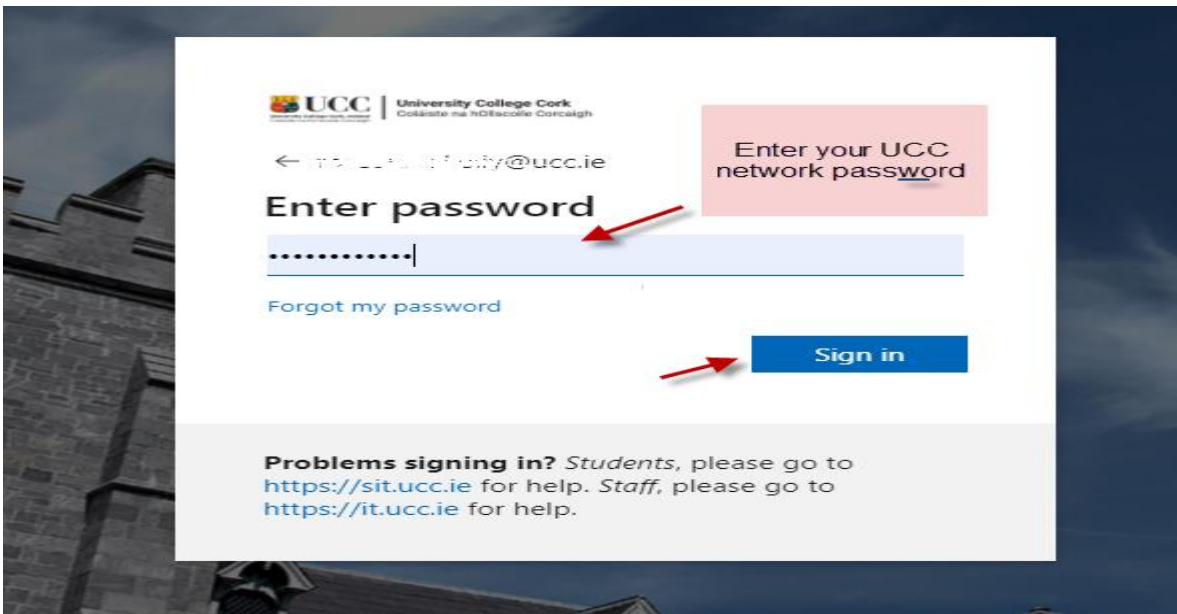 UCC
University College Cork
Coláiste na hOllscoile Corcaigh
@ucc.ie
Enter your UCC
network password
Enter password
Forgot my password
Sign in
Problems signing in? Students, please go to
https://sit.ucc.ie for help. Staff, please go to
https://it.ucc.ie for help.